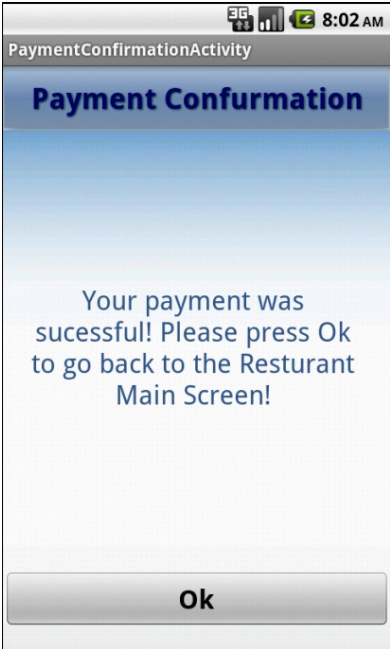 3G 8:02 AM
PaymentConfirmationActivity
Payment Confurmation
Your payment was
sucessful! Please press Ok
to go back to the Resturant
Main Screen!
Ok